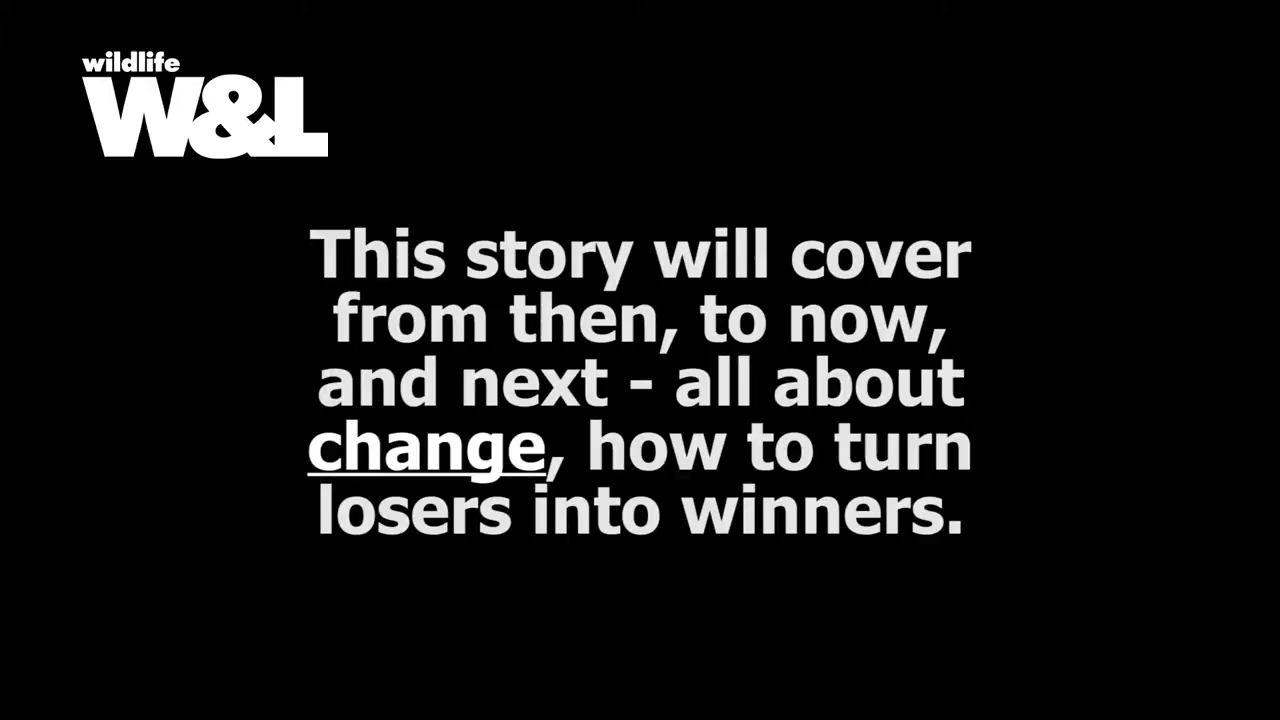 wildlife
W&L
This story will cover
from then, to now,
and next - all about
change, how to turn
losers into winners.